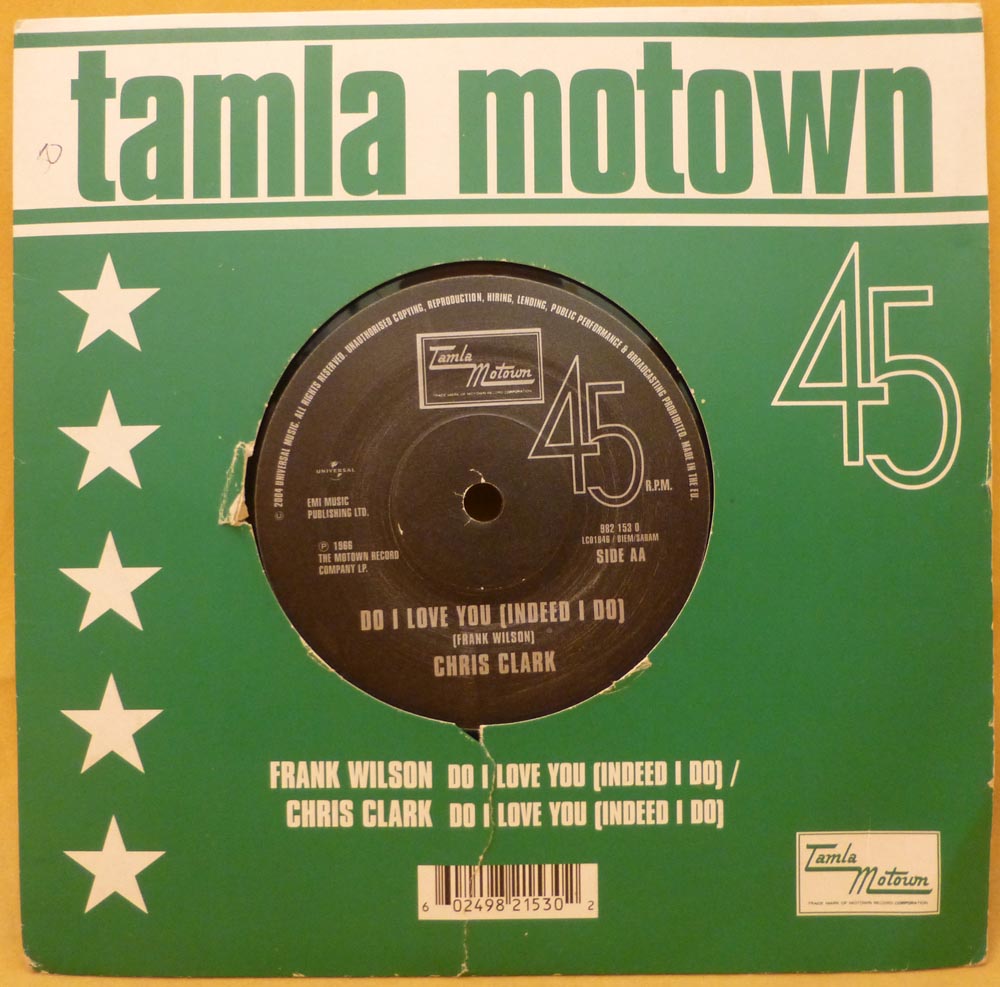 tamla motown
45
© 2004 UNIVERSAL MUSIC. ALL RIGHTS RESERVED. UNAUTHORISED COPYING, REPRODUCTION, HIRING, LENDING, PUBLIC PERFORMANCE & BROADCASTING PROHIBITED. MADE IN THE EU.
Tamla
Motown
TRADE MARK OF MOTOWN RECORD CORPORATION
45
R.P.M.
UNIVERSAL
EMI MUSIC
PUBLISHING LTD.
982 153 0
LC01846 / BIEM/SABAM
SIDE AA
℗ 1966
THE MOTOWN RECORD
COMPANY LP.
DO I LOVE YOU (INDEED I DO)
(FRANK WILSON)
CHRIS CLARK
FRANK WILSON DO I LOVE YOU (INDEED I DO) /
CHRIS CLARK DO I LOVE YOU (INDEED I DO)
6 02498 21530 2
Tamla
Motown
TRADE MARK OF MOTOWN RECORD CORPORATION